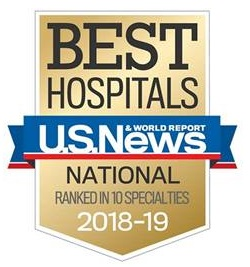 BEST
HOSPITALS
U.S.News
& WORLD REPORT
NATIONAL
RANKED IN 10 SPECIALTIES
2018-19